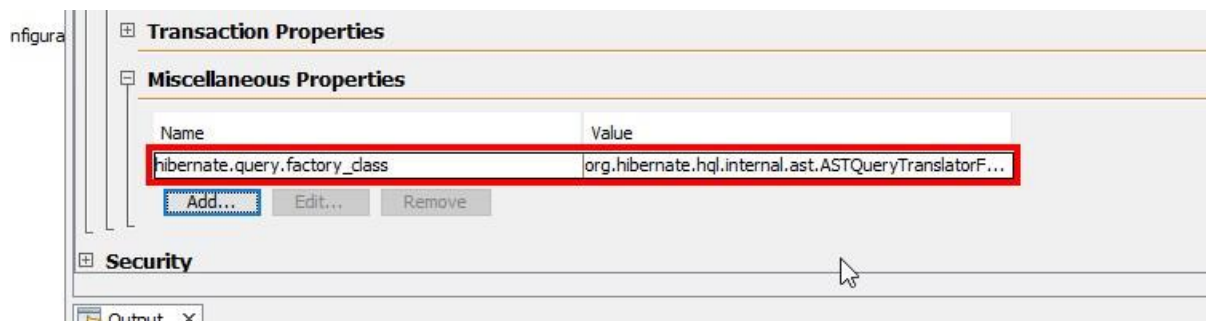 nfigura
Transaction Properties
Miscellaneous Properties
Name Value
hibernate.query.factory_class org.hibernate.hql.internal.ast.ASTQueryTranslatorF...
Add... Edit... Remove
Security
Output X